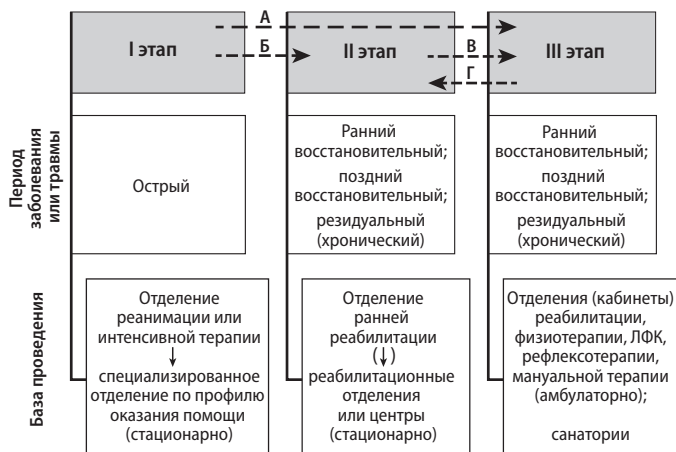 А
I этап
Б
II этап
В
Г
III этап
Период
заболевания
или травмы
Острый
Ранний
восстановительный;
поздний
восстановительный;
резидуальный
(хронический)
Ранний
восстановительный;
поздний
восстановительный;
резидуальный
(хронический)
База проведения
Отделение
реанимации или
интенсивной терапии
специализированное
отделение по профилю
оказания помощи
(стационарно)
Отделение
ранней
реабилитации
(↓)
реабилитационные
отделения
или центры
(стационарно)
Отделения (кабинеты)
реабилитации,
физиотерапии, ЛФК,
рефлексотерапии,
мануальной терапии
(амбулаторно);
санатории